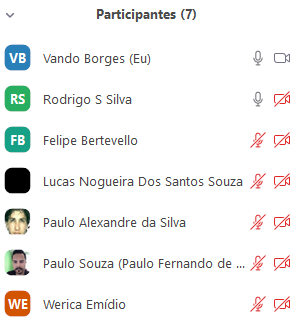 Participantes (7)
VB Vando Borges (Eu)
RS Rodrigo S Silva
FB Felipe Bertevello
Lucas Nogueira Dos Santos Souza
Paulo Alexandre da Silva
Paulo Souza (Paulo Fernando de ...
WE Werica Emídio